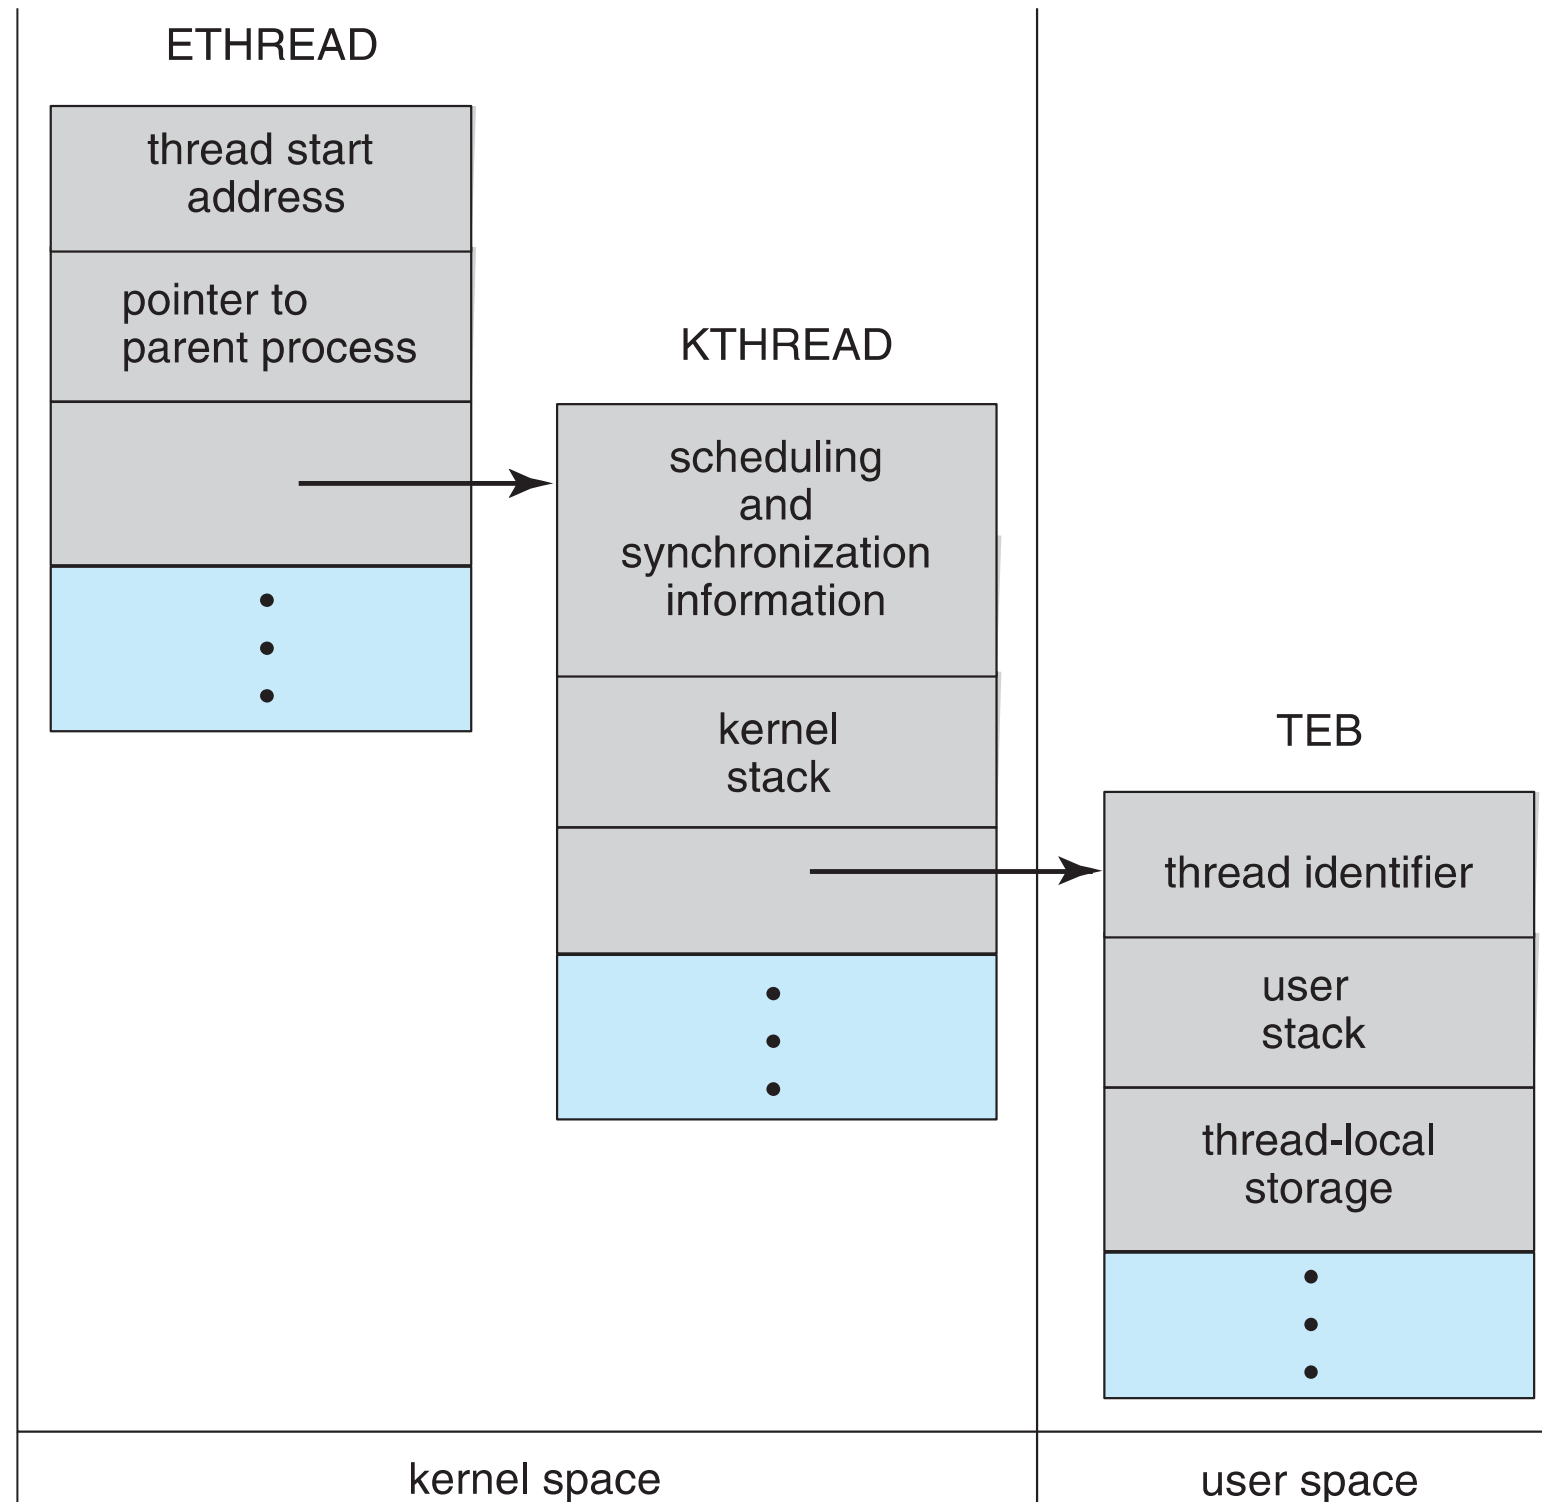 ETHREAD
thread start
address
pointer to
parent process
KTHREAD
scheduling
and
synchronization
information
kernel
stack
TEB
thread identifier
user
stack
thread-local
storage
kernel space
user space